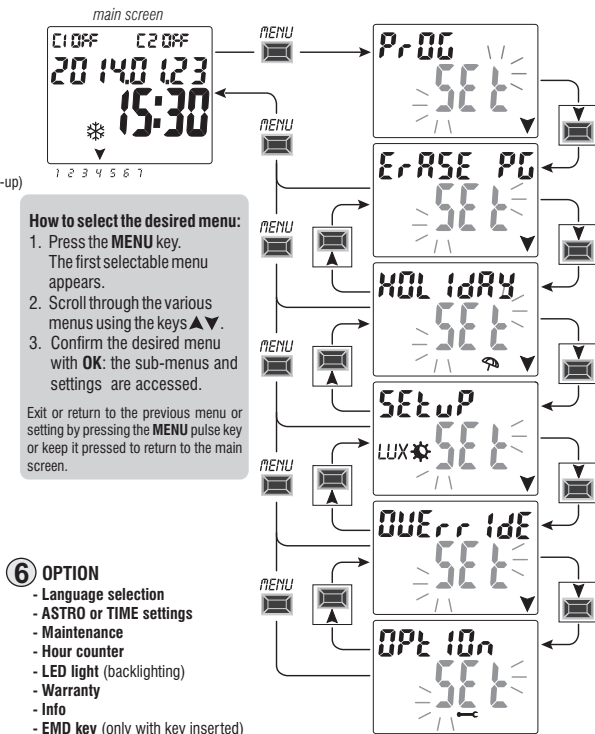 main screen
C1 OFF C2 OFF
2014.01.23
15:30
1 2 3 4 5 6 7
MENU
PrOG
SEt
MENU
-up)
ErASE PG
SEt
How to select the desired menu:
1. Press the MENU key.
The first selectable menu
appears.
2. Scroll through the various
menus using the keys ▲▼.
3. Confirm the desired menu
with OK: the sub-menus and
settings are accessed.
Exit or return to the previous menu or
setting by pressing the MENU pulse key
or keep it pressed to return to the main
screen.
MENU
HOLIdAY
SEt
MENU
SEtuP
LUX SEt
MENU
OVErrIdE
SEt
MENU
OPtIOn
SEt
6 OPTION
- Language selection
- ASTRO or TIME settings
- Maintenance
- Hour counter
- LED light (backlighting)
- Warranty
- Info
- EMD key (only with key inserted)